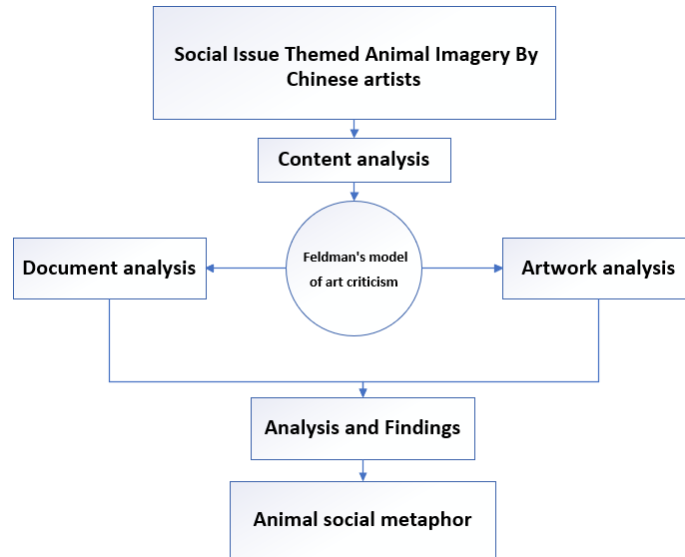 Social Issue Themed Animal Imagery By
Chinese artists
Content analysis
Feldman's model
of art criticism
Document analysis
Artwork analysis
Analysis and Findings
Animal social metaphor